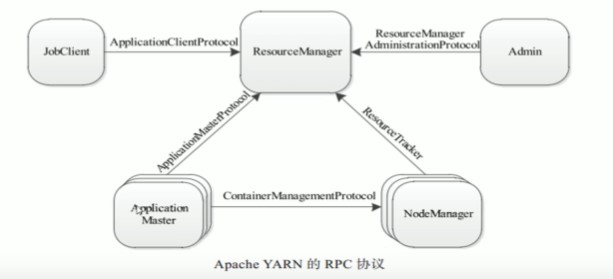 JobClient
ApplicationClientProtocol
ResourceManager
ResourceManager
AdministrationProtocol
Admin
ApplicationMasterProtocol
ResourceTracker
Application
Master
ContainerManagementProtocol
NodeManager
Apache YARN 的 RPC 协议